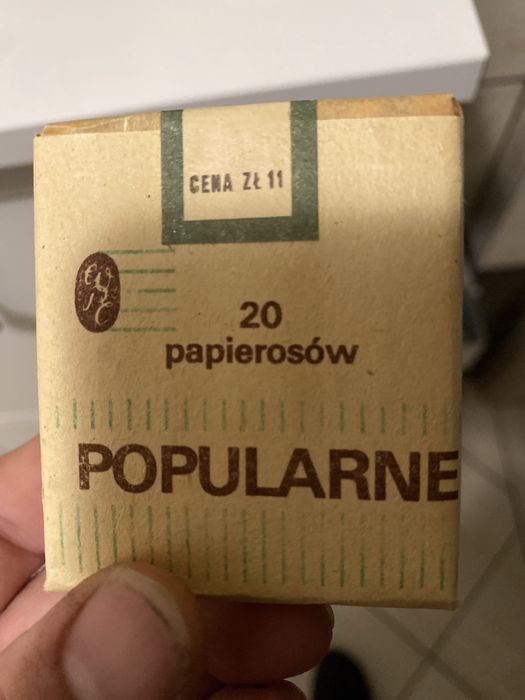 CENA ZŁ 11
20
papierosów
POPULARNE